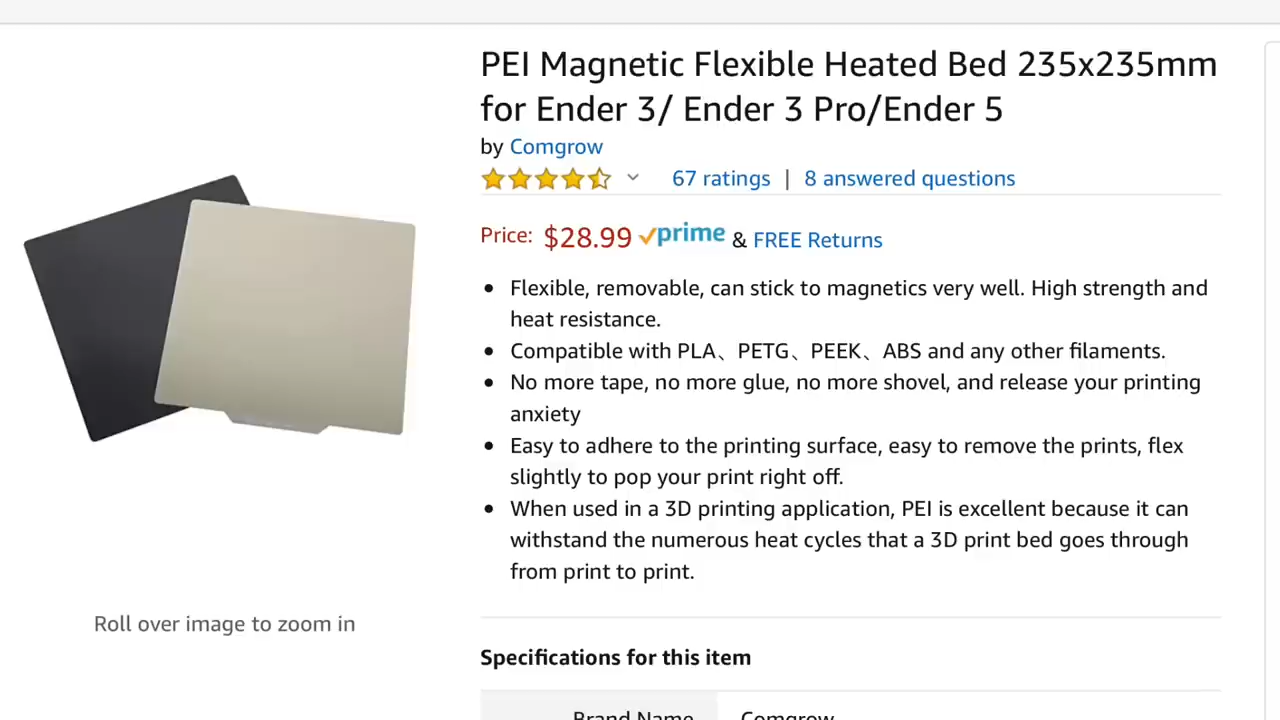 PEI Magnetic Flexible Heated Bed 235x235mm
for Ender 3/ Ender 3 Pro/Ender 5
by Comgrow
67 ratings | 8 answered questions
Price: $28.99 prime & FREE Returns
Flexible, removable, can stick to magnetics very well. High strength and
heat resistance.
Compatible with PLA、PETG、PEEK、ABS and any other filaments.
No more tape, no more glue, no more shovel, and release your printing
anxiety
Easy to adhere to the printing surface, easy to remove the prints, flex
slightly to pop your print right off.
When used in a 3D printing application, PEI is excellent because it can
withstand the numerous heat cycles that a 3D print bed goes through
from print to print.
Roll over image to zoom in
Specifications for this item
Brand Name Comgrow